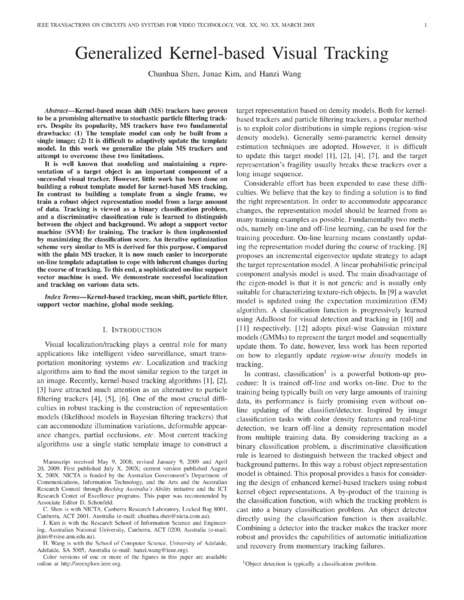 IEEE TRANSACTIONS ON CIRCUITS AND SYSTEMS FOR VIDEO TECHNOLOGY, VOL. XX, NO. XX, MARCH 200X
1
Generalized Kernel-based Visual Tracking
Chunhua Shen, Junae Kim, and Hanzi Wang
Abstract—Kernel-based mean shift (MS) trackers have proven
to be a promising alternative to stochastic particle filtering track-
ers. Despite its popularity, MS trackers have two fundamental
drawbacks: (1) The template model can only be built from a
single image; (2) It is difficult to adaptively update the template
model. In this work we generalize the plain MS trackers and
attempt to overcome these two limitations.
It is well known that modeling and maintaining a repre-
sentation of a target object is an important component of a
successful visual tracker. However, little work has been done on
building a robust template model for kernel-based MS tracking.
In contrast to building a template from a single frame, we
train a robust object representation model from a large amount
of data. Tracking is viewed as a binary classification problem,
and a discriminative classification rule is learned to distinguish
between the object and background. We adopt a support vector
machine (SVM) for training. The tracker is then implemented
by maximizing the classification score. An iterative optimization
scheme very similar to MS is derived for this purpose. Compared
with the plain MS tracker, it is now much easier to incorporate
on-line template adaptation to cope with inherent changes during
the course of tracking. To this end, a sophisticated on-line support
vector machine is used. We demonstrate successful localization
and tracking on various data sets.
Index Terms—Kernel-based tracking, mean shift, particle filter,
support vector machine, global mode seeking.
I. INTRODUCTION
Visual localization/tracking plays a central role for many
applications like intelligent video surveillance, smart trans-
portation monitoring systems etc. Localization and tracking
algorithms aim to find the most similar region to the target in
an image. Recently, kernel-based tracking algorithms [1], [2],
[3] have attracted much attention as an alternative to particle
filtering trackers [4], [5], [6]. One of the most crucial diffi-
culties in robust tracking is the construction of representation
models (likelihood models in Bayesian filtering trackers) that
can accommodate illumination variations, deformable appear-
ance changes, partial occlusions, etc. Most current tracking
algorithms use a single static template image to construct a
Manuscript received May 9, 2008; revised January 9, 2009 and April
20, 2009. First published July X, 200X; current version published August
X, 200X. NICTA is funded by the Australian Government's Department of
Communications, Information Technology, and the Arts and the Australian
Research Council through Backing Australia's Ability initiative and the ICT
Research Center of Excellence programs. This paper was recommended by
Associate Editor D. Schonfeld.
C. Shen is with NICTA, Canberra Research Laboratory, Locked Bag 8001,
Canberra, ACT 2601, Australia (e-mail: chunhua.shen@nicta.com.au).
J. Kim is with the Research School of Information Science and Engineer-
ing, Australian National University, Canberra, ACT 0200, Australia (e-mail:
jkim@rsise.anu.edu.au).
H. Wang is with the School of Computer Science, University of Adelaide,
Adelaide, SA 5005, Australia (e-mail: hanzi.wang@ieee.org).
Color versions of one or more of the figures in this paper are available
online at http://ieeexplore.ieee.org.
target representation based on density models. Both for kernel-
based trackers and particle filtering trackers, a popular method
is to exploit color distributions in simple regions (region-wise
density models). Generally semi-parametric kernel density
estimation techniques are adopted. However, it is difficult
to update this target model [1], [2], [4], [7], and the target
representation's fragility usually breaks these trackers over a
long image sequence.
Considerable effort has been expended to ease these diffi-
culties. We believe that the key to finding a solution is to find
the right representation. In order to accommodate appearance
changes, the representation model should be learned from as
many training examples as possible. Fundamentally two meth-
ods, namely on-line and off-line learning, can be used for the
training procedure. On-line learning means constantly updat-
ing the representation model during the course of tracking. [8]
proposes an incremental eigenvector update strategy to adapt
the target representation model. A linear probabilistic principal
component analysis model is used. The main disadvantage of
the eigen-model is that it is not generic and is usually only
suitable for characterizing texture-rich objects. In [9] a wavelet
model is updated using the expectation maximization (EM)
algorithm. A classification function is progressively learned
using AdaBoost for visual detection and tracking in [10] and
[11] respectively. [12] adopts pixel-wise Gaussian mixture
models (GMMs) to represent the target model and sequentially
update them. To date, however, less work has been reported
on how to elegantly update region-wise density models in
tracking.
In contrast, classification¹ is a powerful bottom-up pro-
cedure: It is trained off-line and works on-line. Due to the
training being typically built on very large amounts of training
data, its performance is fairly promising even without on-
line updating of the classifier/detector. Inspired by image
classification tasks with color density features and real-time
detection, we learn off-line a density representation model
from multiple training data. By considering tracking as a
binary classification problem, a discriminative classification
rule is learned to distinguish between the tracked object and
background patterns. In this way a robust object representation
model is obtained. This proposal provides a basis for consider-
ing the design of enhanced kernel-based trackers using robust
kernel object representations. A by-product of the training is
the classification function, with which the tracking problem is
cast into a binary classification problem. An object detector
directly using the classification function is then available.
Combining a detector into the tracker makes the tracker more
robust and provides the capabilities of automatic initialization
and recovery from momentary tracking failures.
¹Object detection is typically a classification problem.